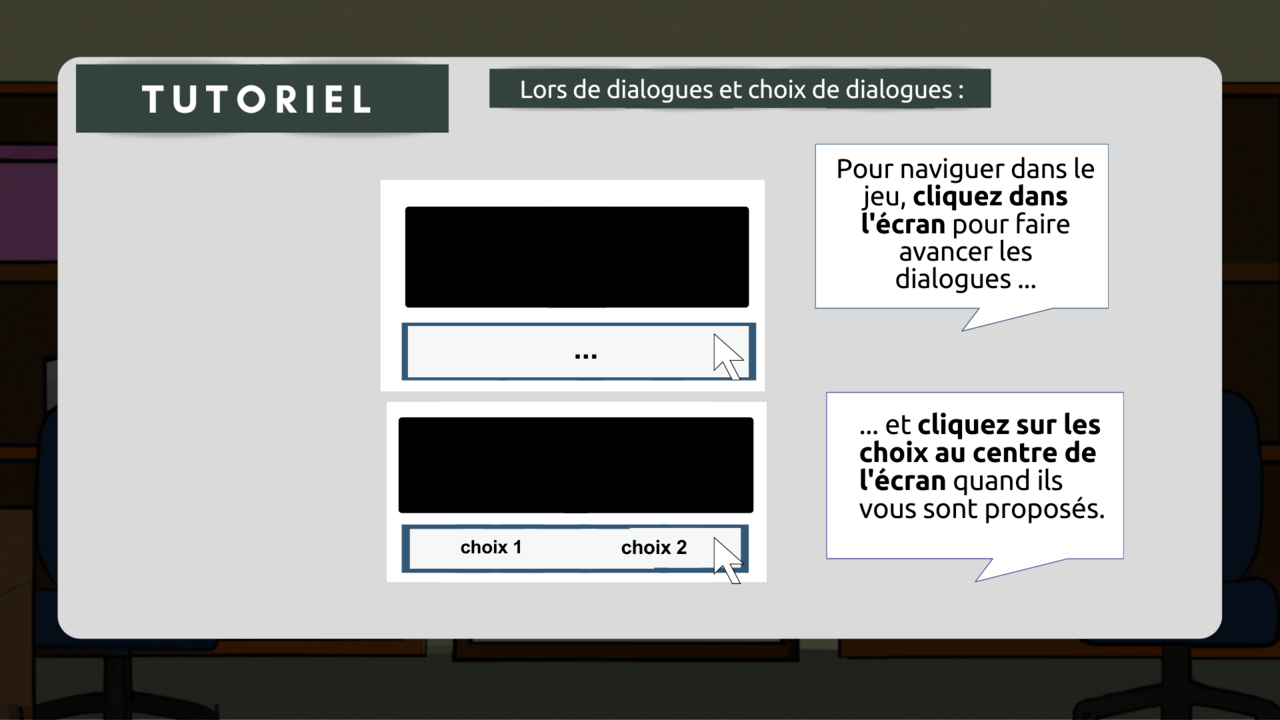 TUTORIEL
Lors de dialogues et choix de dialogues :
Pour naviguer dans le
jeu, cliquez dans
l'écran pour faire
avancer les
dialogues ...
...
... et cliquez sur les
choix au centre de
l'écran quand ils
vous sont proposés.
choix 1
choix 2